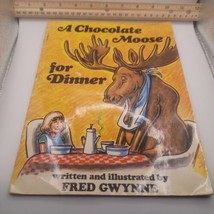 A Chocolate
Moose
for
Dinner
written and illustrated by
FRED GWYNNE